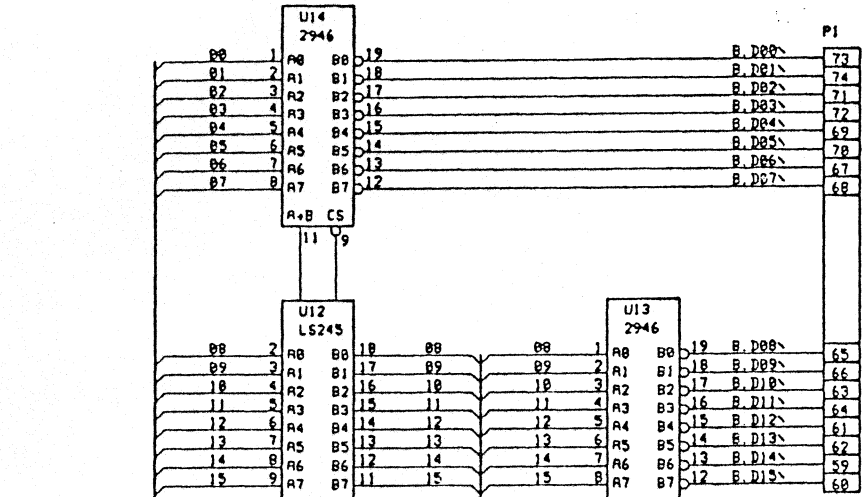 U14
2946
P1
00 1 A0 B0 19 B.D00\ 73
01 2 A1 B1 18 B.D01\ 74
02 3 A2 B2 17 B.D02\ 71
03 4 A3 B3 16 B.D03\ 72
04 5 A4 B4 15 B.D04\ 69
05 6 A5 B5 14 B.D05\ 70
06 7 A6 B6 13 B.D06\ 67
07 8 A7 B7 12 B.D07\ 68
A→B CS
11 9
U12 U13
LS245 2946
08 2 A0 B0 18 08 08 1 A0 B0 19 B.D08\ 65
09 3 A1 B1 17 09 09 2 A1 B1 18 B.D09\ 66
10 4 A2 B2 16 10 10 3 A2 B2 17 B.D10\ 63
11 5 A3 B3 15 11 11 4 A3 B3 16 B.D11\ 64
12 6 A4 B4 14 12 12 5 A4 B4 15 B.D12\ 61
13 7 A5 B5 13 13 13 6 A5 B5 14 B.D13\ 62
14 8 A6 B6 12 14 14 7 A6 B6 13 B.D14\ 59
15 9 A7 B7 11 15 15 8 A7 B7 12 B.D15\ 60